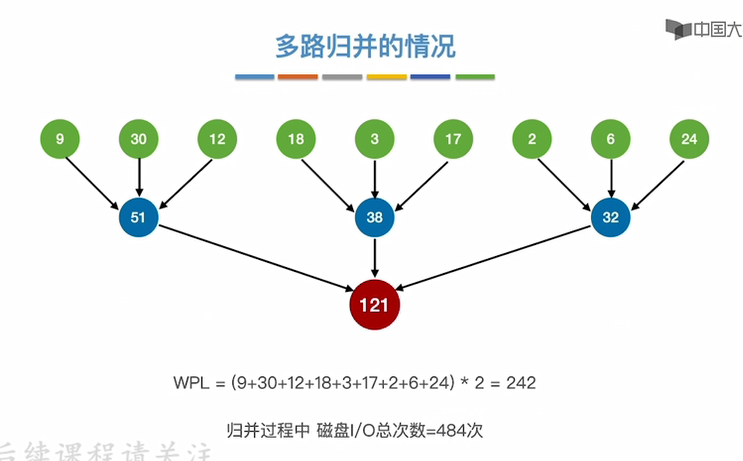 中国大
多路归并的情况
9 30 12 18 3 17 2 6 24
51 38 32
121
WPL = (9+30+12+18+3+17+2+6+24) * 2 = 242
归并过程中 磁盘I/O总次数=484次
后续课程请关注